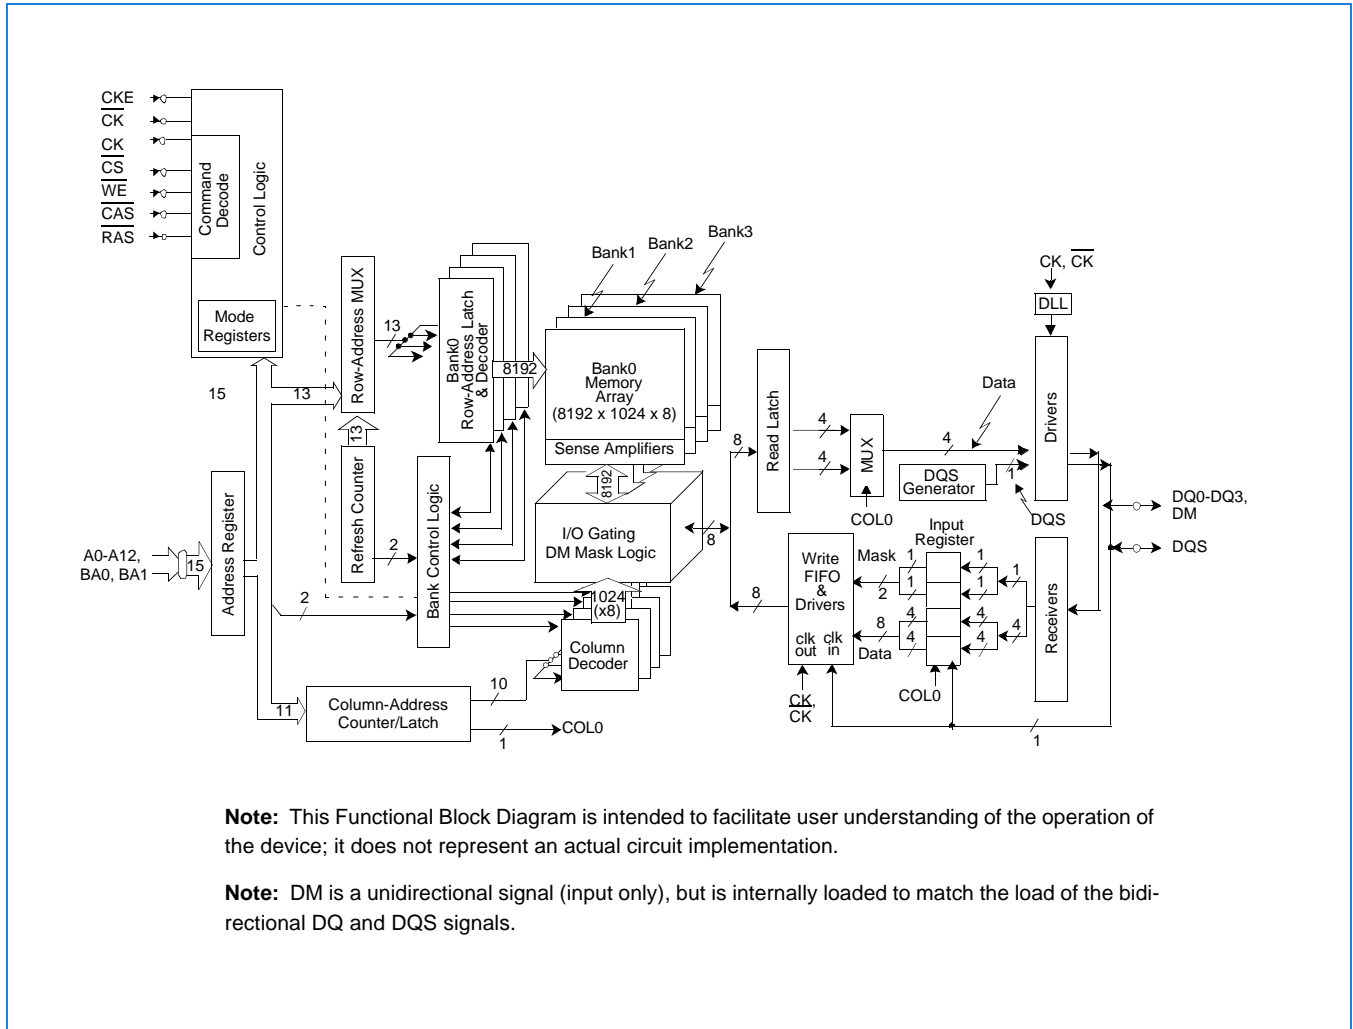 CKE
CK
CK
CS
WE
CAS
RAS
Command
Decode
Control Logic
Mode
Registers
15
13
Row-Address MUX
13
Refresh Counter
13
Bank0
Row-Address Latch
& Decoder
8192
Bank1
Bank2
Bank3
Bank0
Memory
Array
(8192 x 1024 x 8)
Sense Amplifiers
8192
I/O Gating
DM Mask Logic
1024
(x8)
Column
Decoder
Bank Control Logic
2
2
A0-A12,
BA0, BA1
15
Address Register
11
Column-Address
Counter/Latch
10
1
COL0
8
8
8
Read Latch
4
4
MUX
COL0
4
Data
DQS
Generator
1
DQS
CK, CK
DLL
Drivers
DQ0-DQ3,
DM
DQS
Input
Register
Write
FIFO
&
Drivers
clk
out
clk
in
Mask
2
8
Data
1
1
4
4
1
1
4
4
1
4
Receivers
COL0
CK,
CK
1
Note: This Functional Block Diagram is intended to facilitate user understanding of the operation of
the device; it does not represent an actual circuit implementation.
Note: DM is a unidirectional signal (input only), but is internally loaded to match the load of the bidi-
rectional DQ and DQS signals.